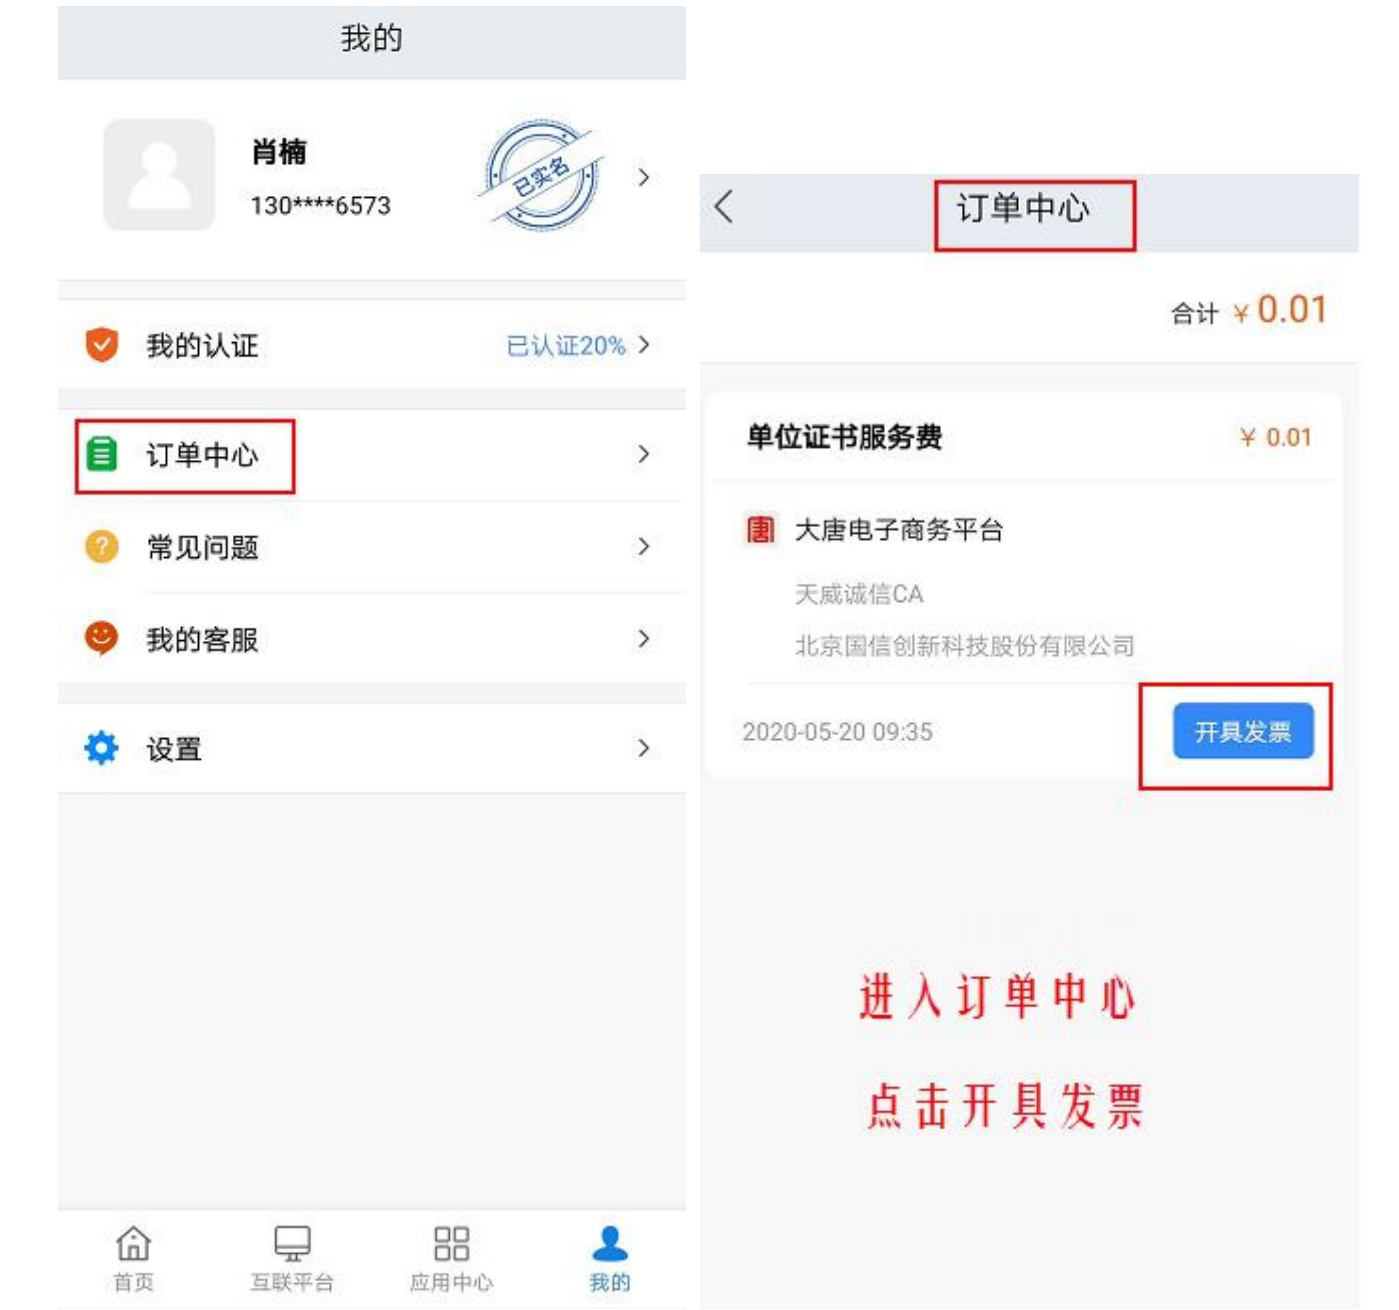 我的
肖楠
130****6573
已实名
我的认证
已认证20%
订单中心
常见问题
我的客服
设置
首页
互联平台
应用中心
我的
订单中心
合计 ¥ 0.01
单位证书服务费
¥ 0.01
唐
大唐电子商务平台
天威诚信CA
北京国信创新科技股份有限公司
2020-05-20 09:35
开具发票
进入订单中心
点击开具发票